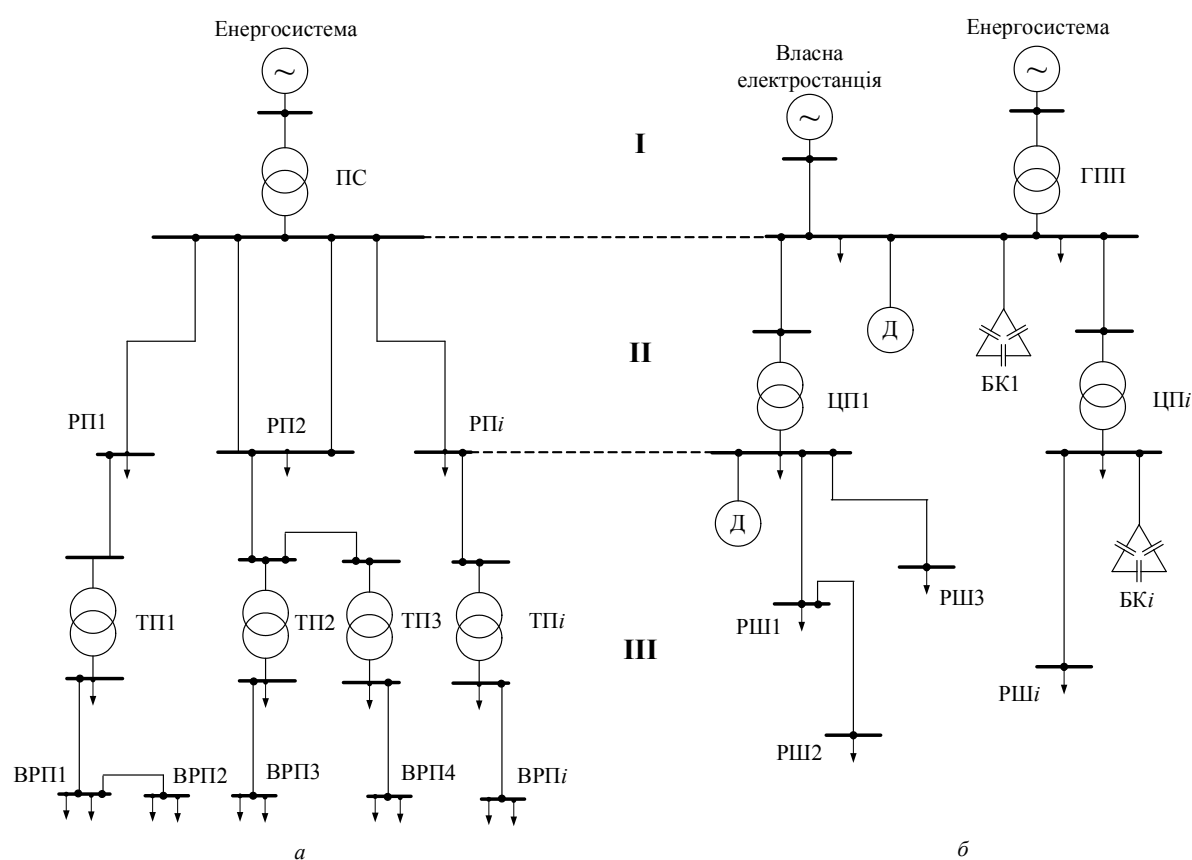 Енергосистема
Енергосистема
Власна
електростанція
~
~
~
I
ПС
ГПП
II
Д
БК1
ЦП1
ЦПi
РП1
РП2
РПi
Д
ТП1
ТП2
ТП3
ТПi
РШ3
БКi
РШ1
III
РШi
РШ2
ВРП1
ВРП2
ВРП3
ВРП4
ВРПi
а
б